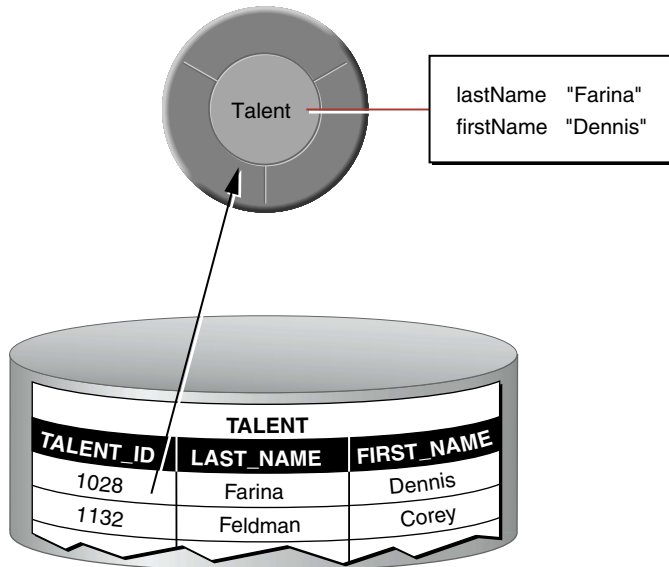 Talent
lastName "Farina"
firstName "Dennis"
TALENT
TALENT_ID LAST_NAME FIRST_NAME
1028 Farina Dennis
1132 Feldman Corey